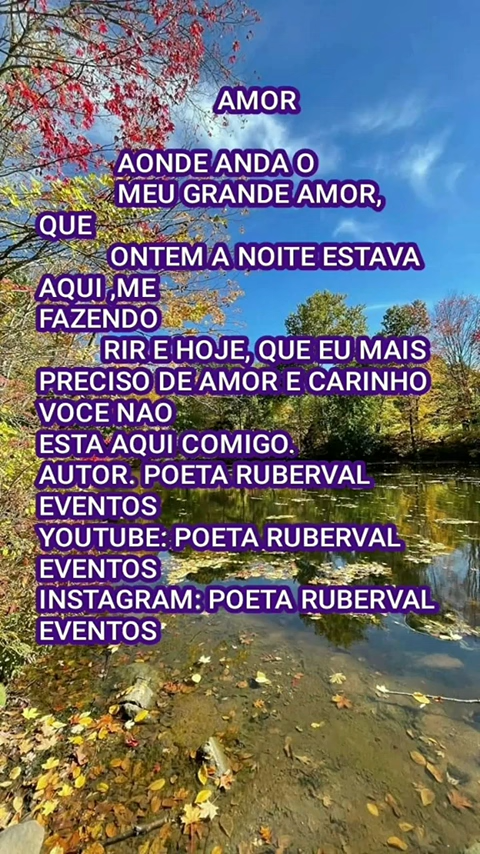 AMOR
AONDE ANDA O
MEU GRANDE AMOR,
QUE
ONTEM A NOITE ESTAVA
AQUI ,ME
FAZENDO
RIR E HOJE, QUE EU MAIS
PRECISO DE AMOR E CARINHO
VOCE NAO
ESTA AQUI COMIGO.
AUTOR. POETA RUBERVAL
EVENTOS
YOUTUBE: POETA RUBERVAL
EVENTOS
INSTAGRAM: POETA RUBERVAL
EVENTOS